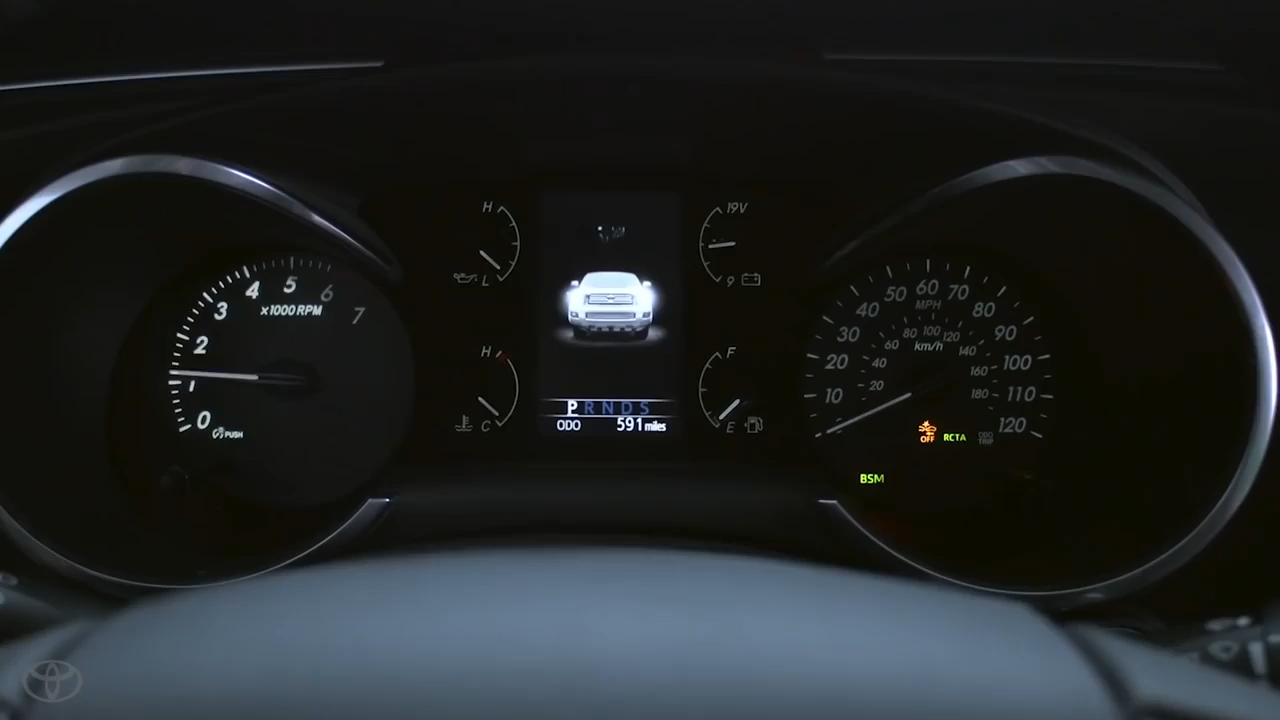 0
1
2
3
4
5
6
7
x1000 RPM
PUSH
H
L
H
C
P R N D S
ODO 591 miles
19V
9
F
E
10
20
30
40
50
60
70
80
90
100
110
120
MPH
20
40
60
80
100
120
140
160
180
km/h
OFF
RCTA
ODO
TRIP
BSM